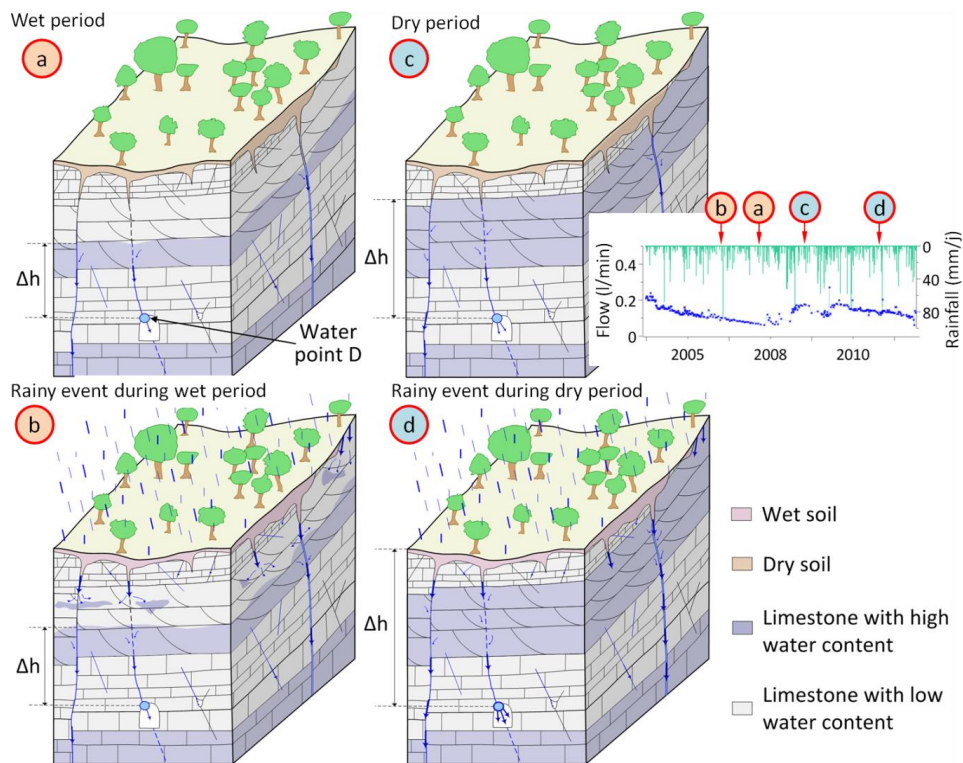 Wet period
a
Dry period
c
Δh
Water
point D
Δh
b
a
c
d
Flow (l/min)
0.4
0.2
0
2005
2008
2010
0
40
80
Rainfall (mm/j)
Rainy event during wet period
b
Rainy event during dry period
d
Δh
Δh
Wet soil
Dry soil
Limestone with high
water content
Limestone with low
water content